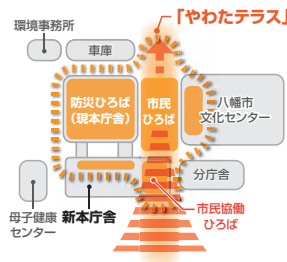 「やわたテラス」
環境事務所
車庫
防災ひろば
（現本庁舎）
市民
ひろば
八幡市
文化センター
分庁舎
母子健康
センター
新本庁舎
市民協働
ひろば